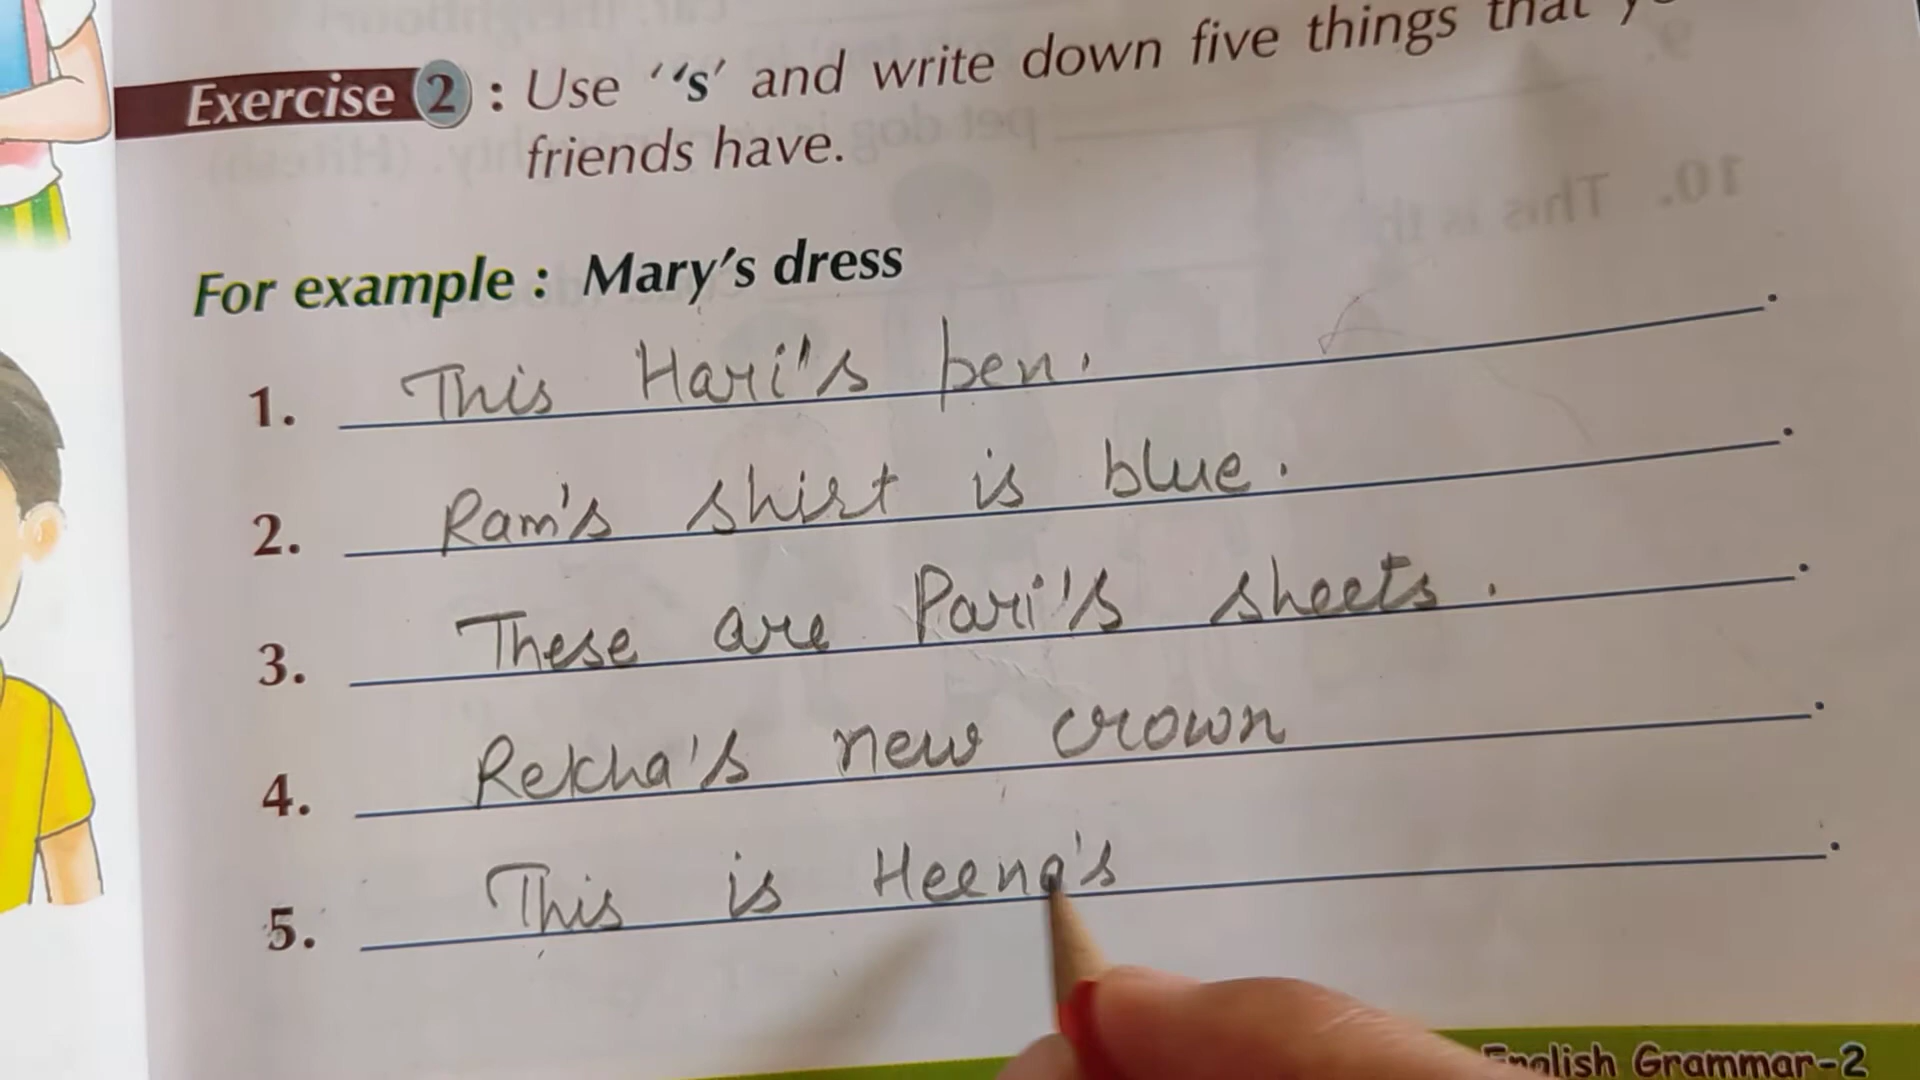 Exercise 2 : Use ''s' and write down five things that
friends have.
For example : Mary's dress
1. This Hari's pen.
2. Ram's shirt is blue.
3. These are Pari's sheets.
4. Rekha's new crown
5. This is Heena's
English Grammar-2